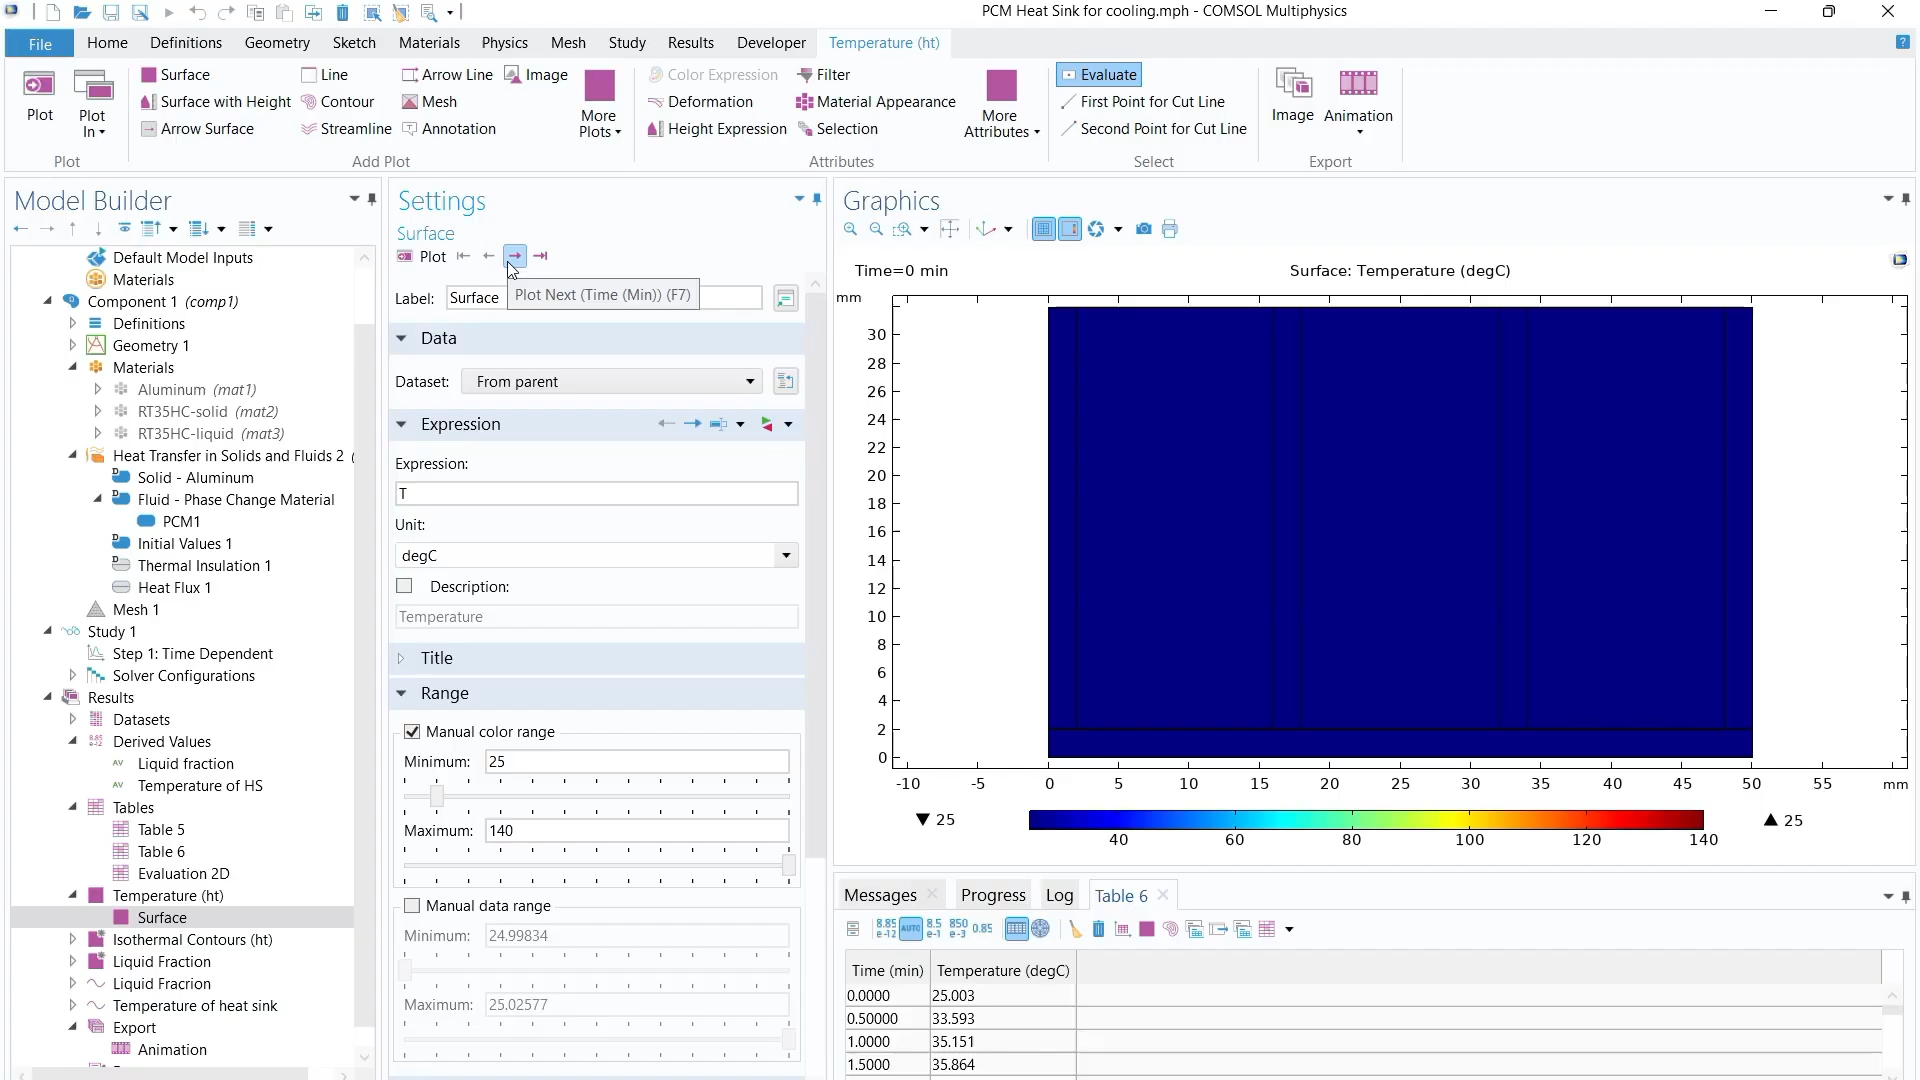 PCM Heat Sink for cooling.mph - COMSOL Multiphysics
File
Home
Definitions
Geometry
Sketch
Materials
Physics
Mesh
Study
Results
Developer
Temperature (ht)
Plot
Plot In
Surface
Surface with Height
Arrow Surface
Line
Contour
Streamline
Arrow Line
Mesh
Annotation
Image
More Plots
Color Expression
Deformation
Height Expression
Filter
Material Appearance
Selection
More Attributes
Evaluate
First Point for Cut Line
Second Point for Cut Line
Image
Animation
Plot
Add Plot
Attributes
Select
Export
Model Builder
Default Model Inputs
Materials
Component 1 (comp1)
Definitions
Geometry 1
Materials
Aluminum (mat1)
RT35HC-solid (mat2)
RT35HC-liquid (mat3)
Heat Transfer in Solids and Fluids 2 (
Solid - Aluminum
Fluid - Phase Change Material
PCM1
Initial Values 1
Thermal Insulation 1
Heat Flux 1
Mesh 1
Study 1
Step 1: Time Dependent
Solver Configurations
Results
Datasets
Derived Values
Liquid fraction
Temperature of HS
Tables
Table 5
Table 6
Evaluation 2D
Temperature (ht)
Surface
Isothermal Contours (ht)
Liquid Fraction
Liquid Fracrion
Temperature of heat sink
Export
Animation
Settings
Surface
Plot
Label: Surface
Plot Next (Time (Min)) (F7)
Data
Dataset: From parent
Expression
Expression:
T
Unit:
degC
Description:
Temperature
Title
Range
Manual color range
Minimum: 25
Maximum: 140
Manual data range
Minimum: 24.99834
Maximum: 25.02577
Graphics
Time=0 min
Surface: Temperature (degC)
mm
30
28
26
24
22
20
18
16
14
12
10
8
6
4
2
0
-10 -5 0 5 10 15 20 25 30 35 40 45 50 55 mm
▼ 25
▲ 25
40 60 80 100 120 140
Messages
Progress
Log
Table 6
8.85 e-12
AUTO
8.5 e-1
850 e-3
0.85
Time (min) Temperature (degC)
0.0000 25.003
0.50000 33.593
1.0000 35.151
1.5000 35.864